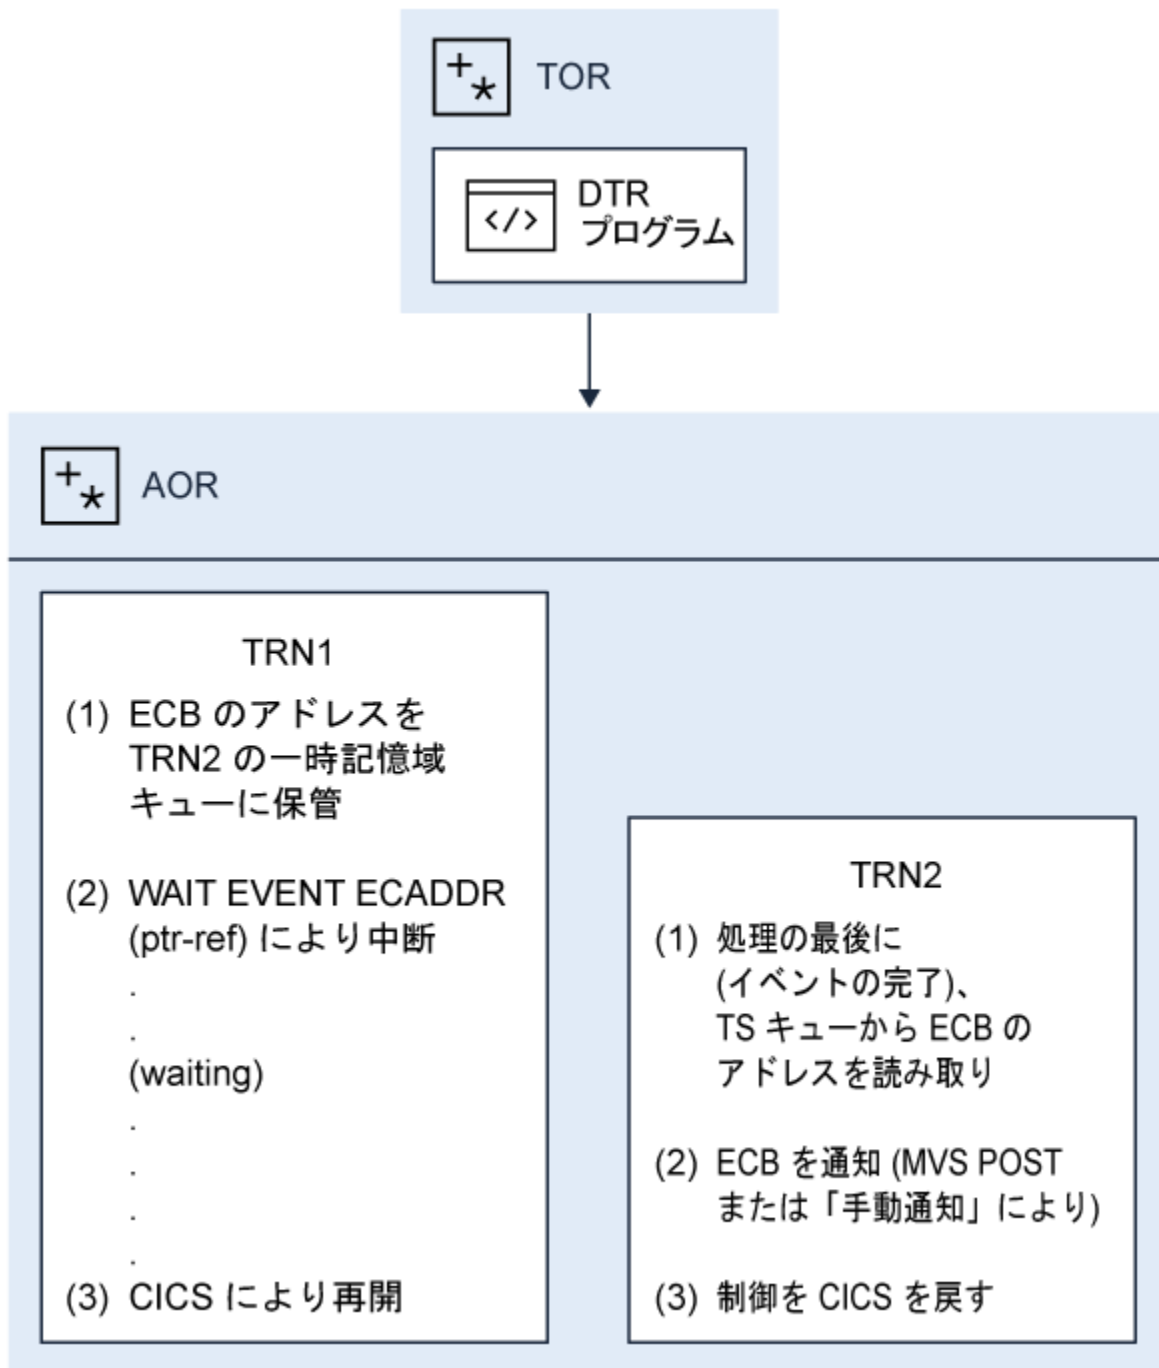 TOR
</>
DTR
プログラム
AOR
TRN1
(1) ECB のアドレスを
TRN2 の一時記憶域
キューに保管
(2) WAIT EVENT ECADDR
(ptr-ref) により中断
.
.
(waiting)
.
.
.
.
(3) CICS により再開
TRN2
(1) 処理の最後に
(イベントの完了)、
TS キューから ECB の
アドレスを読み取り
(2) ECB を通知 (MVS POST
または「手動通知」により)
(3) 制御を CICS を戻す